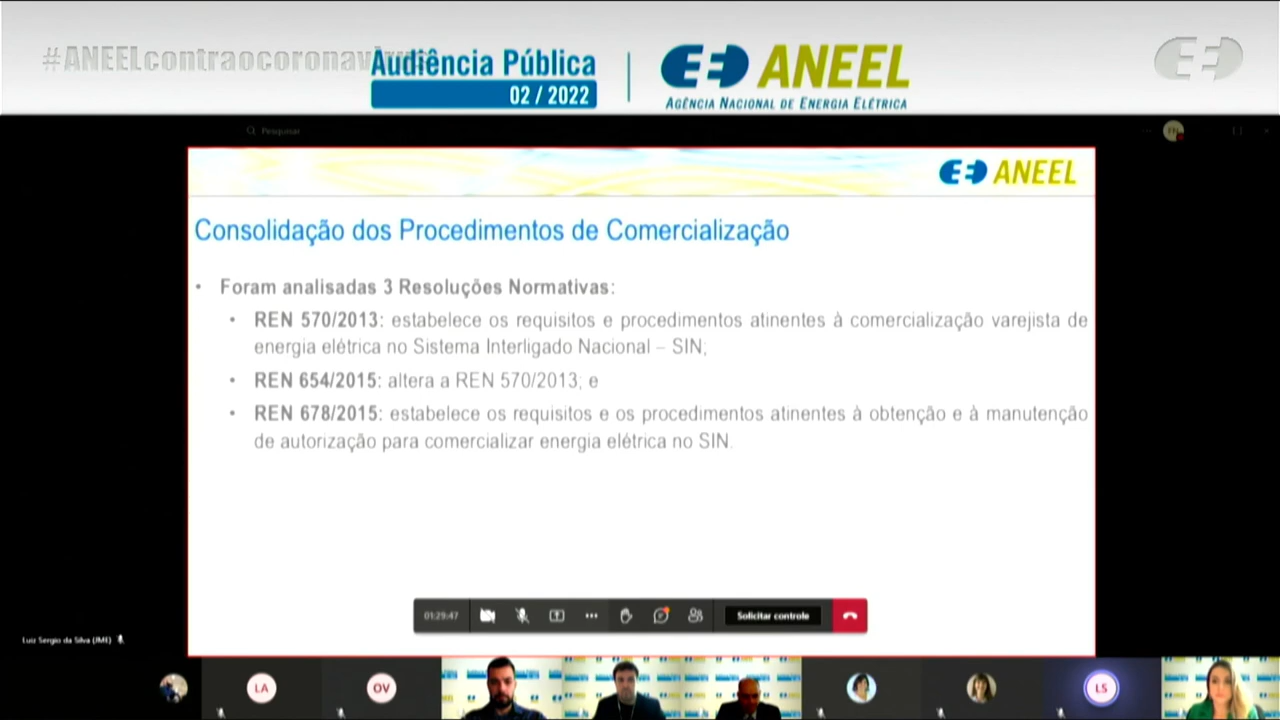 #ANEELcontraocoronav
Audiência Pública
02 / 2022
ANEEL
AGÊNCIA NACIONAL DE ENERGIA ELÉTRICA
Pesquisar
ANEEL
Consolidação dos Procedimentos de Comercialização
• Foram analisadas 3 Resoluções Normativas:
• REN 570/2013: estabelece os requisitos e procedimentos atinentes à comercialização varejista de
energia elétrica no Sistema Interligado Nacional – SIN;
• REN 654/2015: altera a REN 570/2013; e
• REN 678/2015: estabelece os requisitos e os procedimentos atinentes à obtenção e à manutenção
de autorização para comercializar energia elétrica no SIN.
01:29:47
Solicitar controle
Luiz Sergio da Silva (JME)
LA
OV
LS